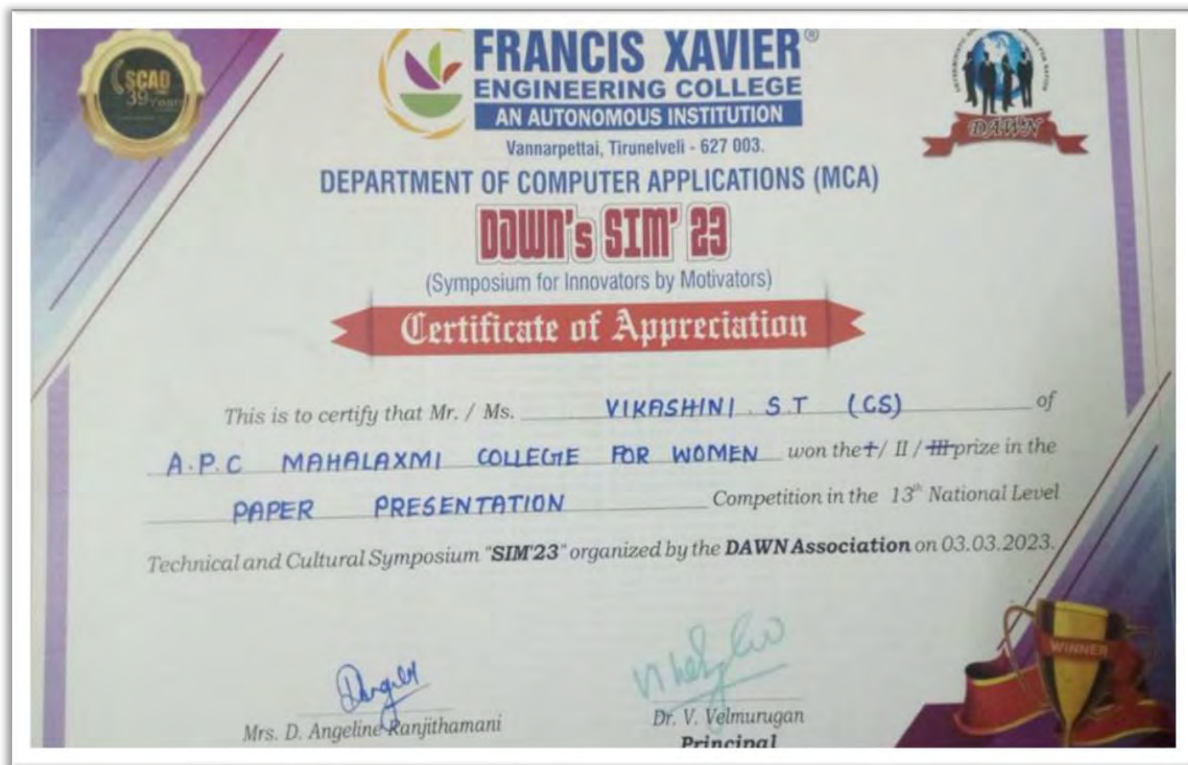 SCAD
39 Years
FRANCIS XAVIER®
ENGINEERING COLLEGE
AN AUTONOMOUS INSTITUTION
Vannarpettai, Tirunelveli - 627 003.
DAWN
DEPARTMENT OF COMPUTER APPLICATIONS (MCA)
DAWN's SIM' 23
(Symposium for Innovators by Motivators)
Certificate of Appreciation
This is to certify that Mr. / Ms. VIKASHINI . S.T (CS) of
A.P.C MAHALAXMI COLLEGE FOR WOMEN won the I / II / III prize in the
PAPER PRESENTATION Competition in the 13th National Level
Technical and Cultural Symposium "SIM'23" organized by the DAWN Association on 03.03.2023.
WINNER
Mrs. D. Angeline Ranjithamani
Dr. V. Velmurugan
Principal